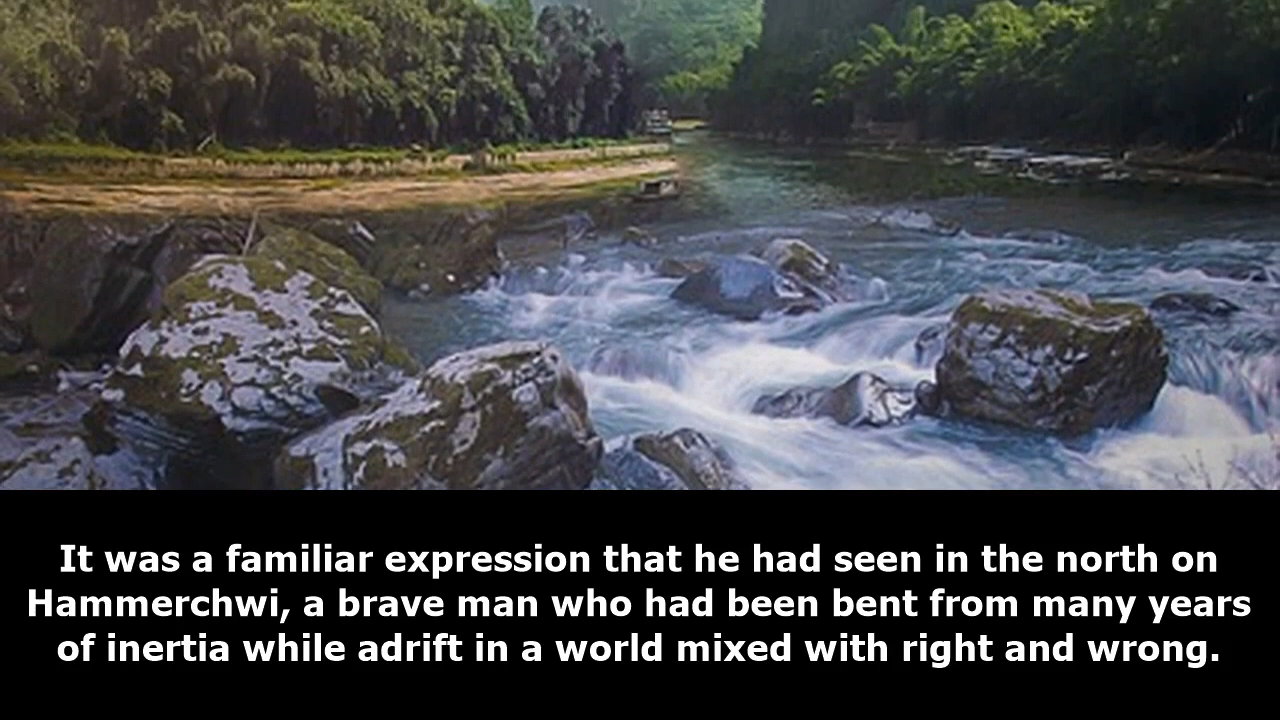 It was a familiar expression that he had seen in the north on
Hammerchwi, a brave man who had been bent from many years
of inertia while adrift in a world mixed with right and wrong.